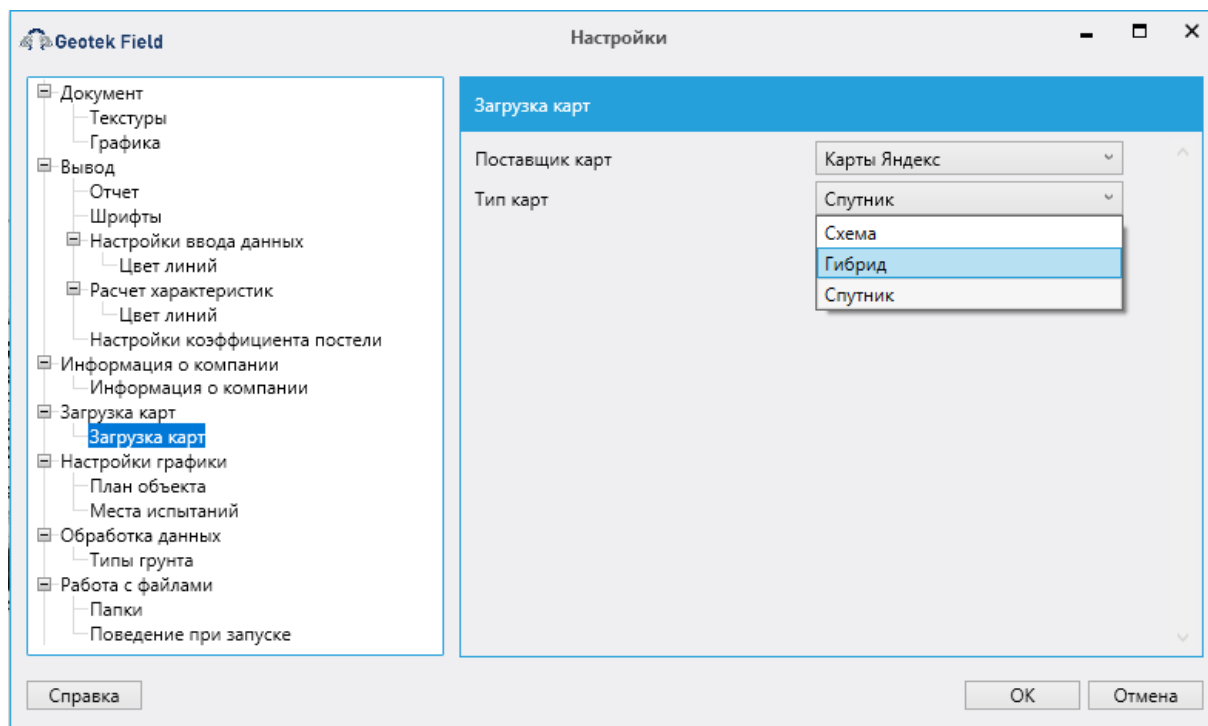 Geotek Field
Настройки
Документ
Текстуры
Графика
Вывод
Отчет
Шрифты
Настройки ввода данных
Цвет линий
Расчет характеристик
Цвет линий
Настройки коэффициента постели
Информация о компании
Информация о компании
Загрузка карт
Загрузка карт
Настройки графики
План объекта
Места испытаний
Обработка данных
Типы грунта
Работа с файлами
Папки
Поведение при запуске
Загрузка карт
Поставщик карт Карты Яндекс
Тип карт Спутник
Схема
Гибрид
Спутник
Справка OK Отмена